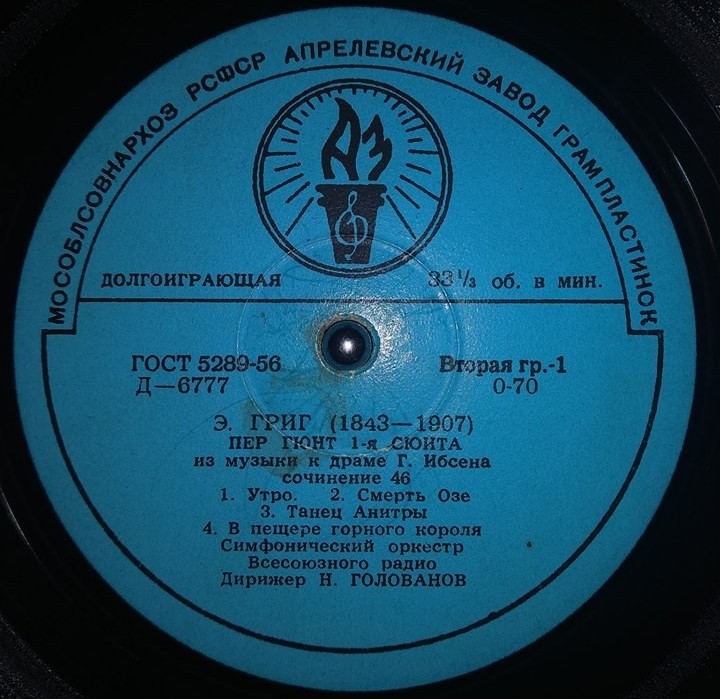 МОСОБЛСОВНАРХОЗ РСФСР АПРЕЛЕВСКИЙ ЗАВОД ГРАМПЛАСТИНОК
АЗ
ДОЛГОИГРАЮЩАЯ 33⅓ об. в мин.
ГОСТ 5289-56 Вторая гр.-1
Д—6777 0-70
Э. ГРИГ (1843—1907)
ПЕР ГЮНТ 1-я СЮИТА
из музыки к драме Г. Ибсена
сочинение 46
1. Утро. 2. Смерть Озе
3. Танец Анитры
4. В пещере горного короля
Симфонический оркестр
Всесоюзного радио
Дирижер Н. ГОЛОВАНОВ